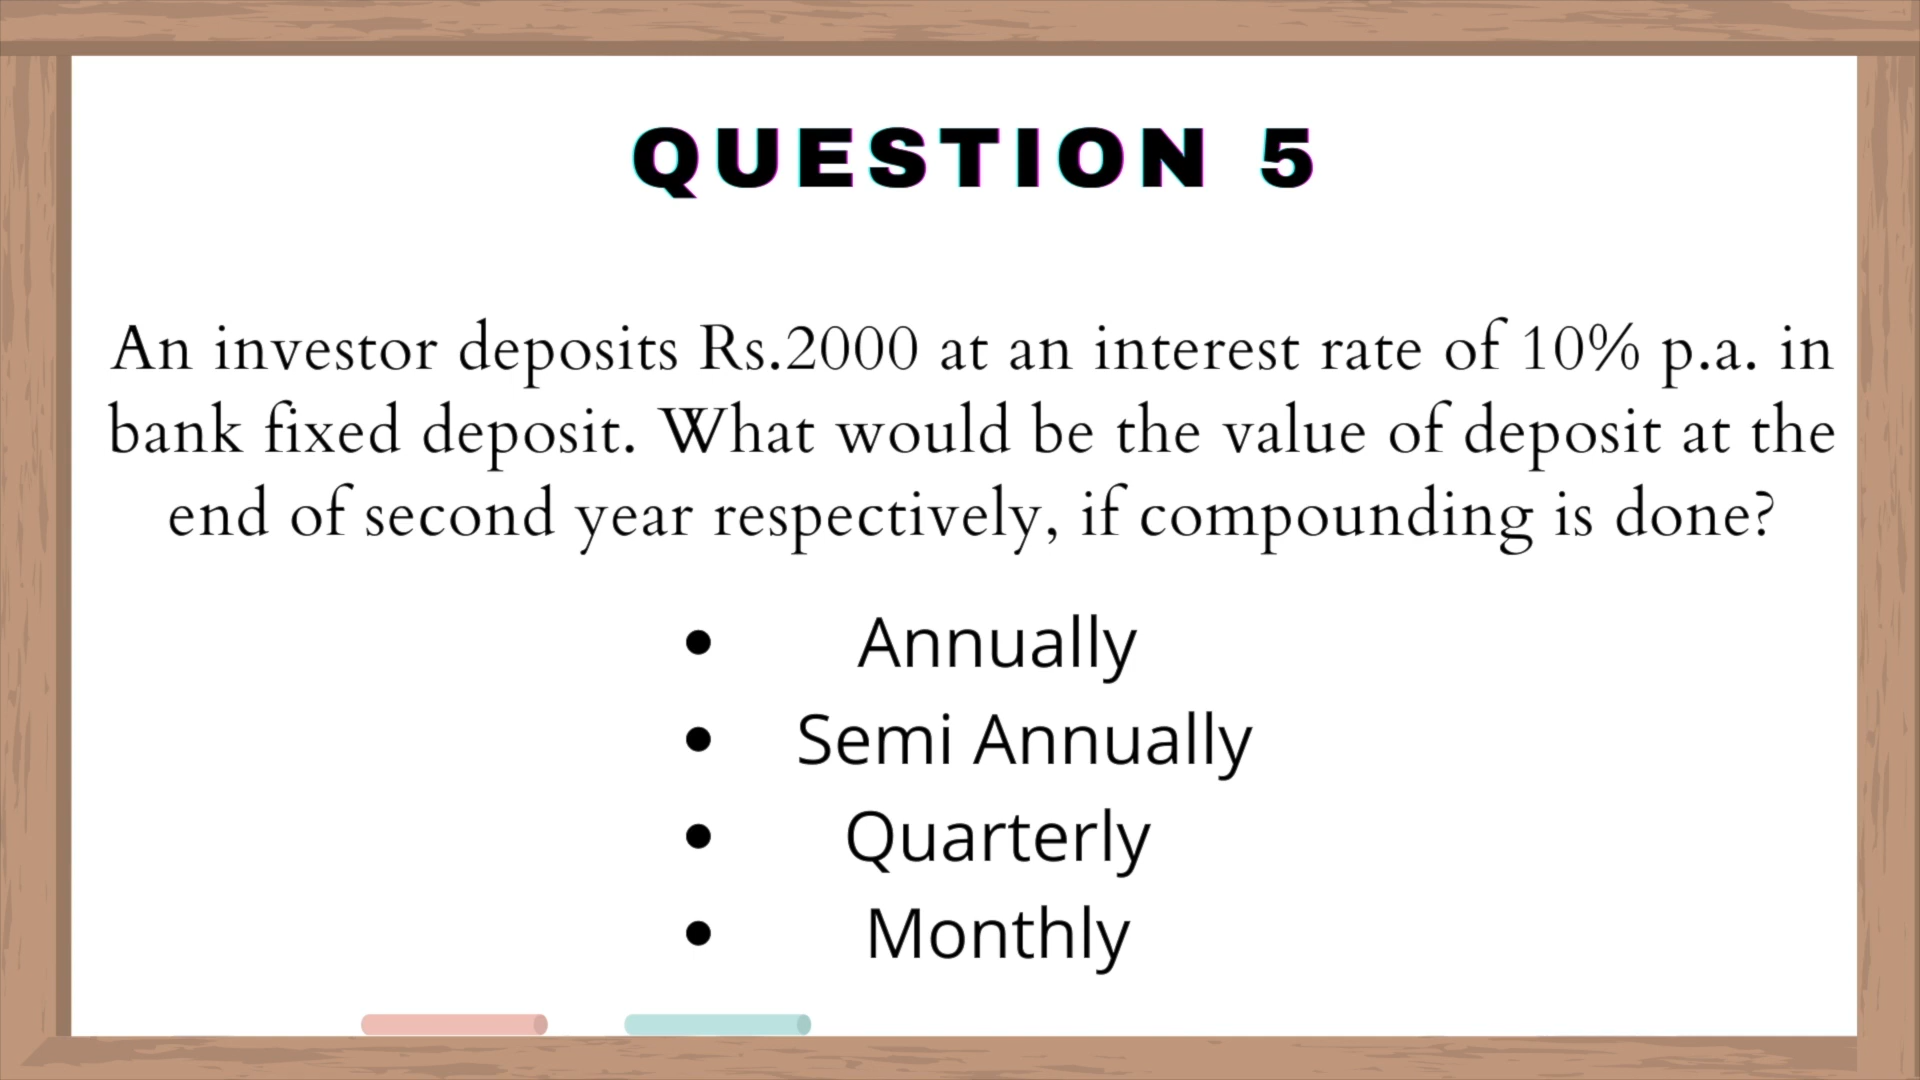 QUESTION 5
An investor deposits Rs.2000 at an interest rate of 10% p.a. in
bank fixed deposit. What would be the value of deposit at the
end of second year respectively, if compounding is done?
• Annually
• Semi Annually
• Quarterly
• Monthly